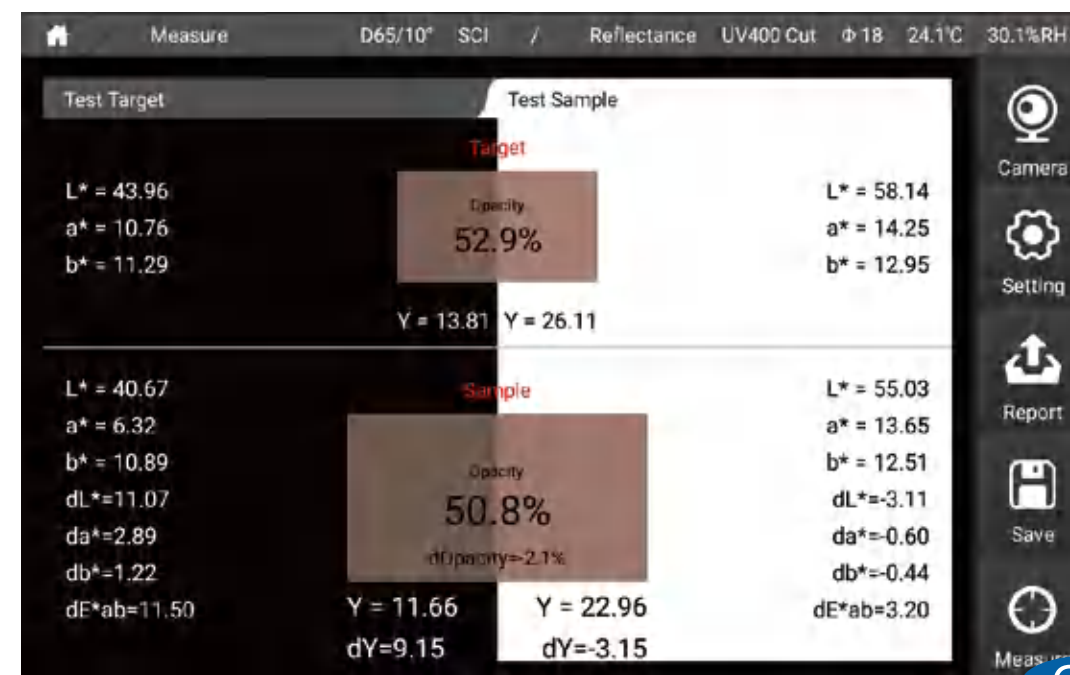 Measure D65/10° SCI / Reflectance UV400 Cut Φ18 24.1°C 30.1%RH
Test Target
Test Sample
Target
L* = 43.96
a* = 10.76
b* = 11.29
Opacity
52.9%
L* = 58.14
a* = 14.25
b* = 12.95
Y = 13.81 Y = 26.11
Sample
L* = 40.67
a* = 6.32
b* = 10.89
dL*=11.07
da*=2.89
db*=1.22
dE*ab=11.50
Opacity
50.8%
dOpacity=-2.1%
L* = 55.03
a* = 13.65
b* = 12.51
dL*=-3.11
da*=-0.60
db*=-0.44
dE*ab=3.20
Y = 11.66 Y = 22.96
dY=9.15 dY=-3.15
Camera
Setting
Report
Save
Measure